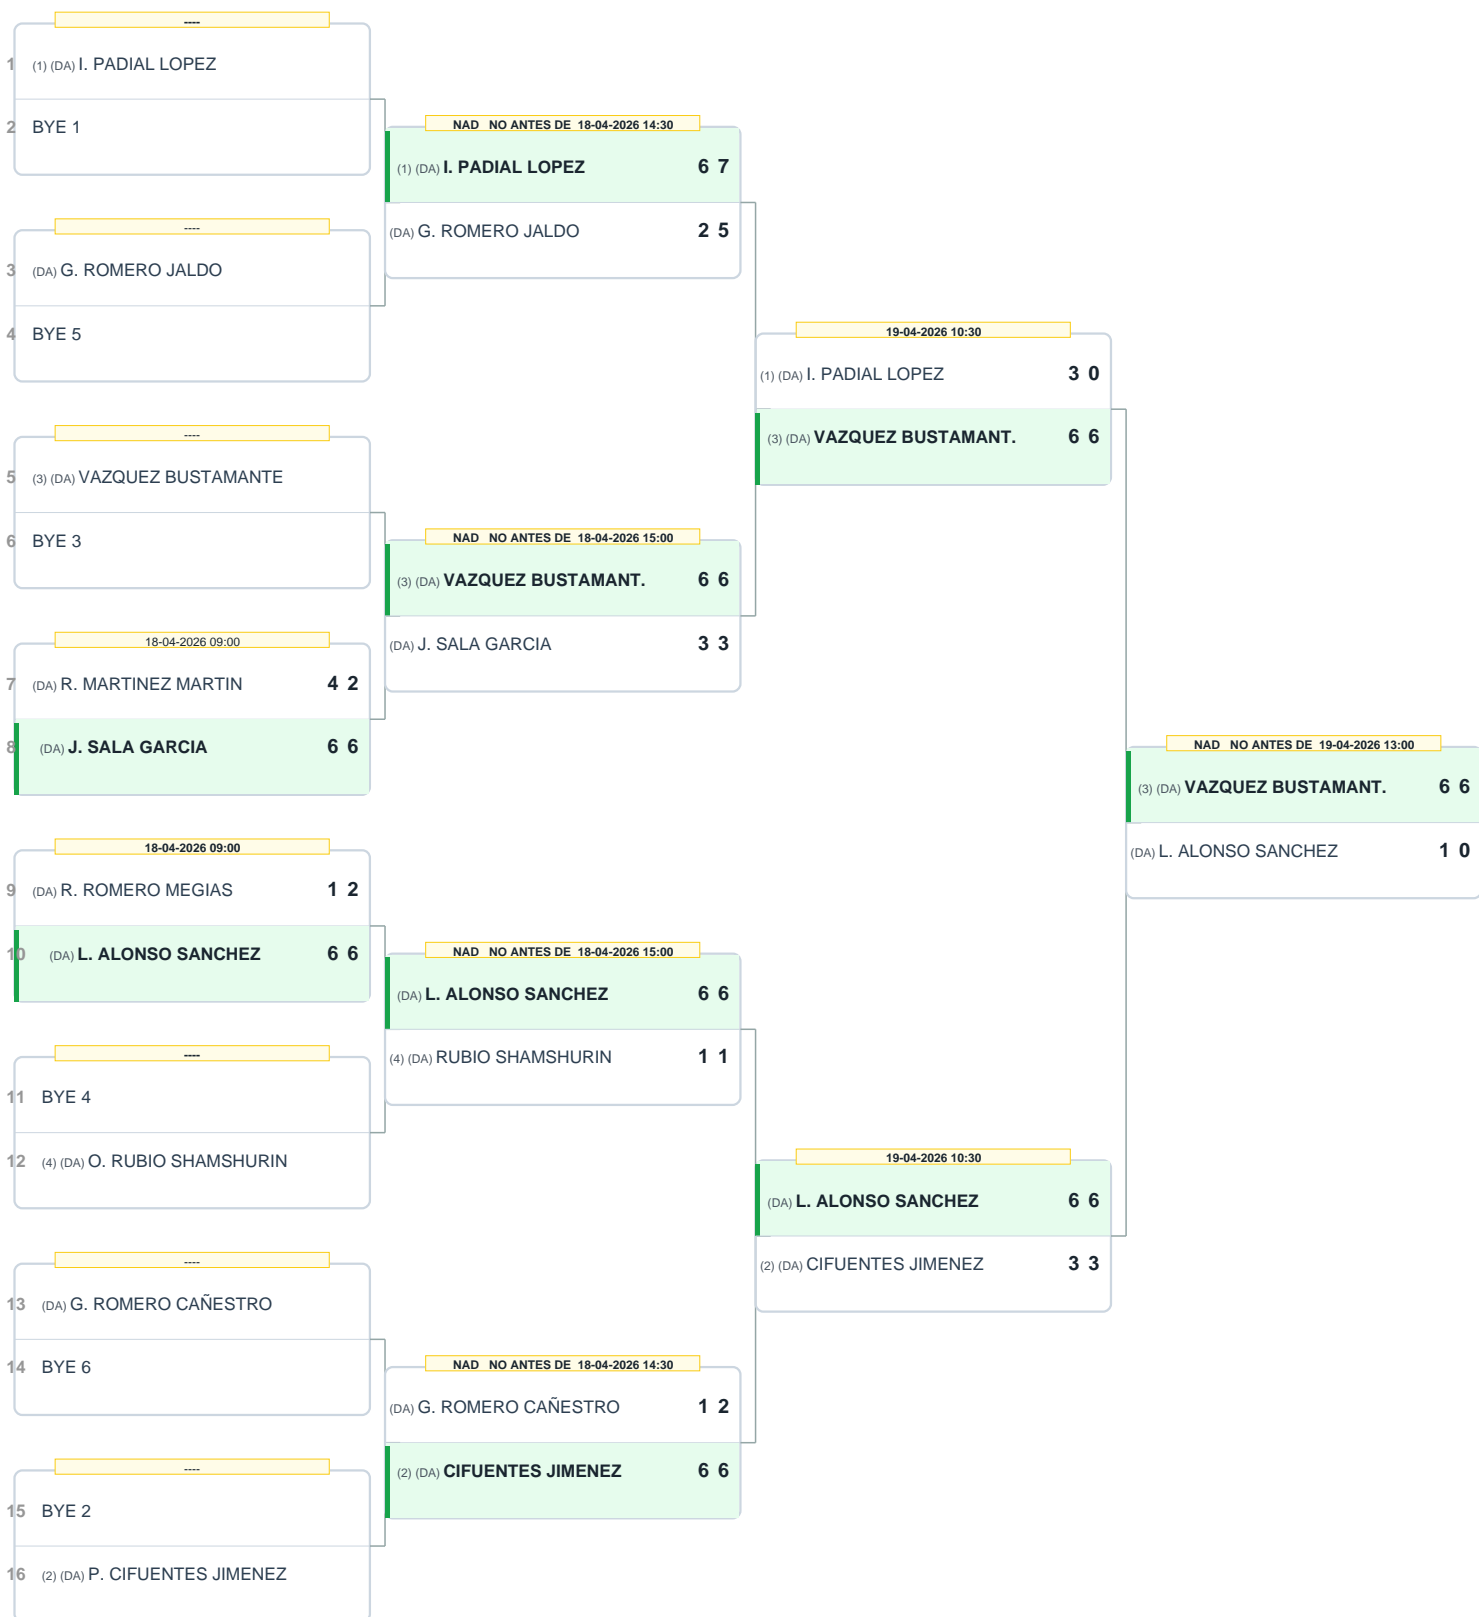 ----
1 (1) (DA) I. PADIAL LOPEZ
2 BYE 1
----
3 (DA) G. ROMERO JALDO
4 BYE 5
----
5 (3) (DA) VAZQUEZ BUSTAMANTE
6 BYE 3
18-04-2026 09:00
7 (DA) R. MARTINEZ MARTIN 4 2
8 (DA) J. SALA GARCIA 6 6
18-04-2026 09:00
9 (DA) R. ROMERO MEGIAS 1 2
10 (DA) L. ALONSO SANCHEZ 6 6
----
11 BYE 4
12 (4) (DA) O. RUBIO SHAMSHURIN
----
13 (DA) G. ROMERO CAÑESTRO
14 BYE 6
----
15 BYE 2
16 (2) (DA) P. CIFUENTES JIMENEZ
NAD NO ANTES DE 18-04-2026 14:30
(1) (DA) I. PADIAL LOPEZ 6 7
(DA) G. ROMERO JALDO 2 5
NAD NO ANTES DE 18-04-2026 15:00
(3) (DA) VAZQUEZ BUSTAMANT. 6 6
(DA) J. SALA GARCIA 3 3
NAD NO ANTES DE 18-04-2026 15:00
(DA) L. ALONSO SANCHEZ 6 6
(4) (DA) RUBIO SHAMSHURIN 1 1
NAD NO ANTES DE 18-04-2026 14:30
(DA) G. ROMERO CAÑESTRO 1 2
(2) (DA) CIFUENTES JIMENEZ 6 6
19-04-2026 10:30
(1) (DA) I. PADIAL LOPEZ 3 0
(3) (DA) VAZQUEZ BUSTAMANT. 6 6
19-04-2026 10:30
(DA) L. ALONSO SANCHEZ 6 6
(2) (DA) CIFUENTES JIMENEZ 3 3
NAD NO ANTES DE 19-04-2026 13:00
(3) (DA) VAZQUEZ BUSTAMANT. 6 6
(DA) L. ALONSO SANCHEZ 1 0